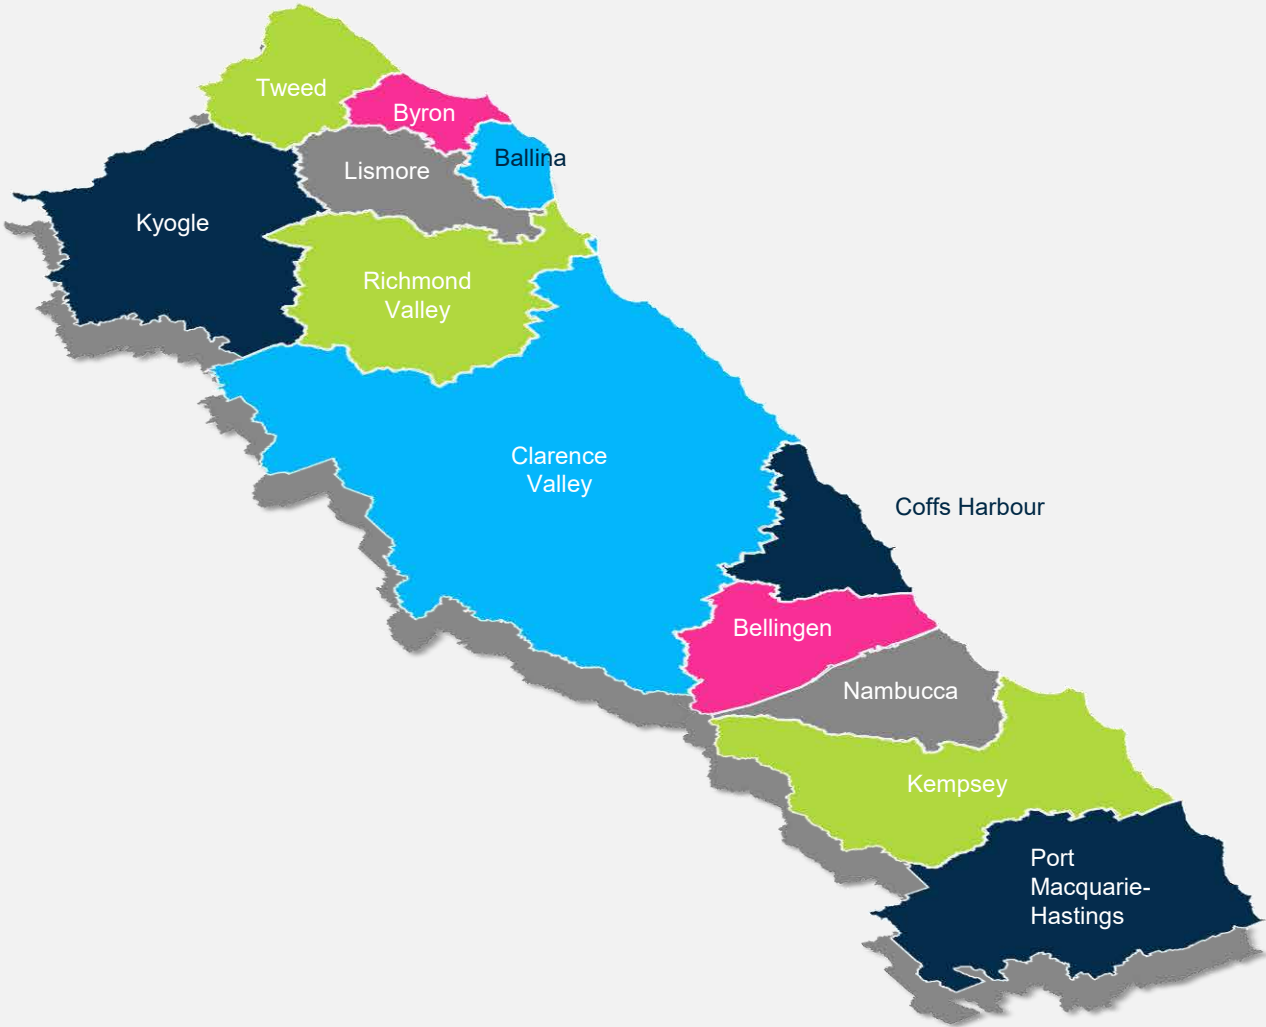 Tweed
Byron
Ballina
Lismore
Kyogle
Richmond
Valley
Clarence
Valley
Coffs Harbour
Bellingen
Nambucca
Kempsey
Port
Macquarie-
Hastings